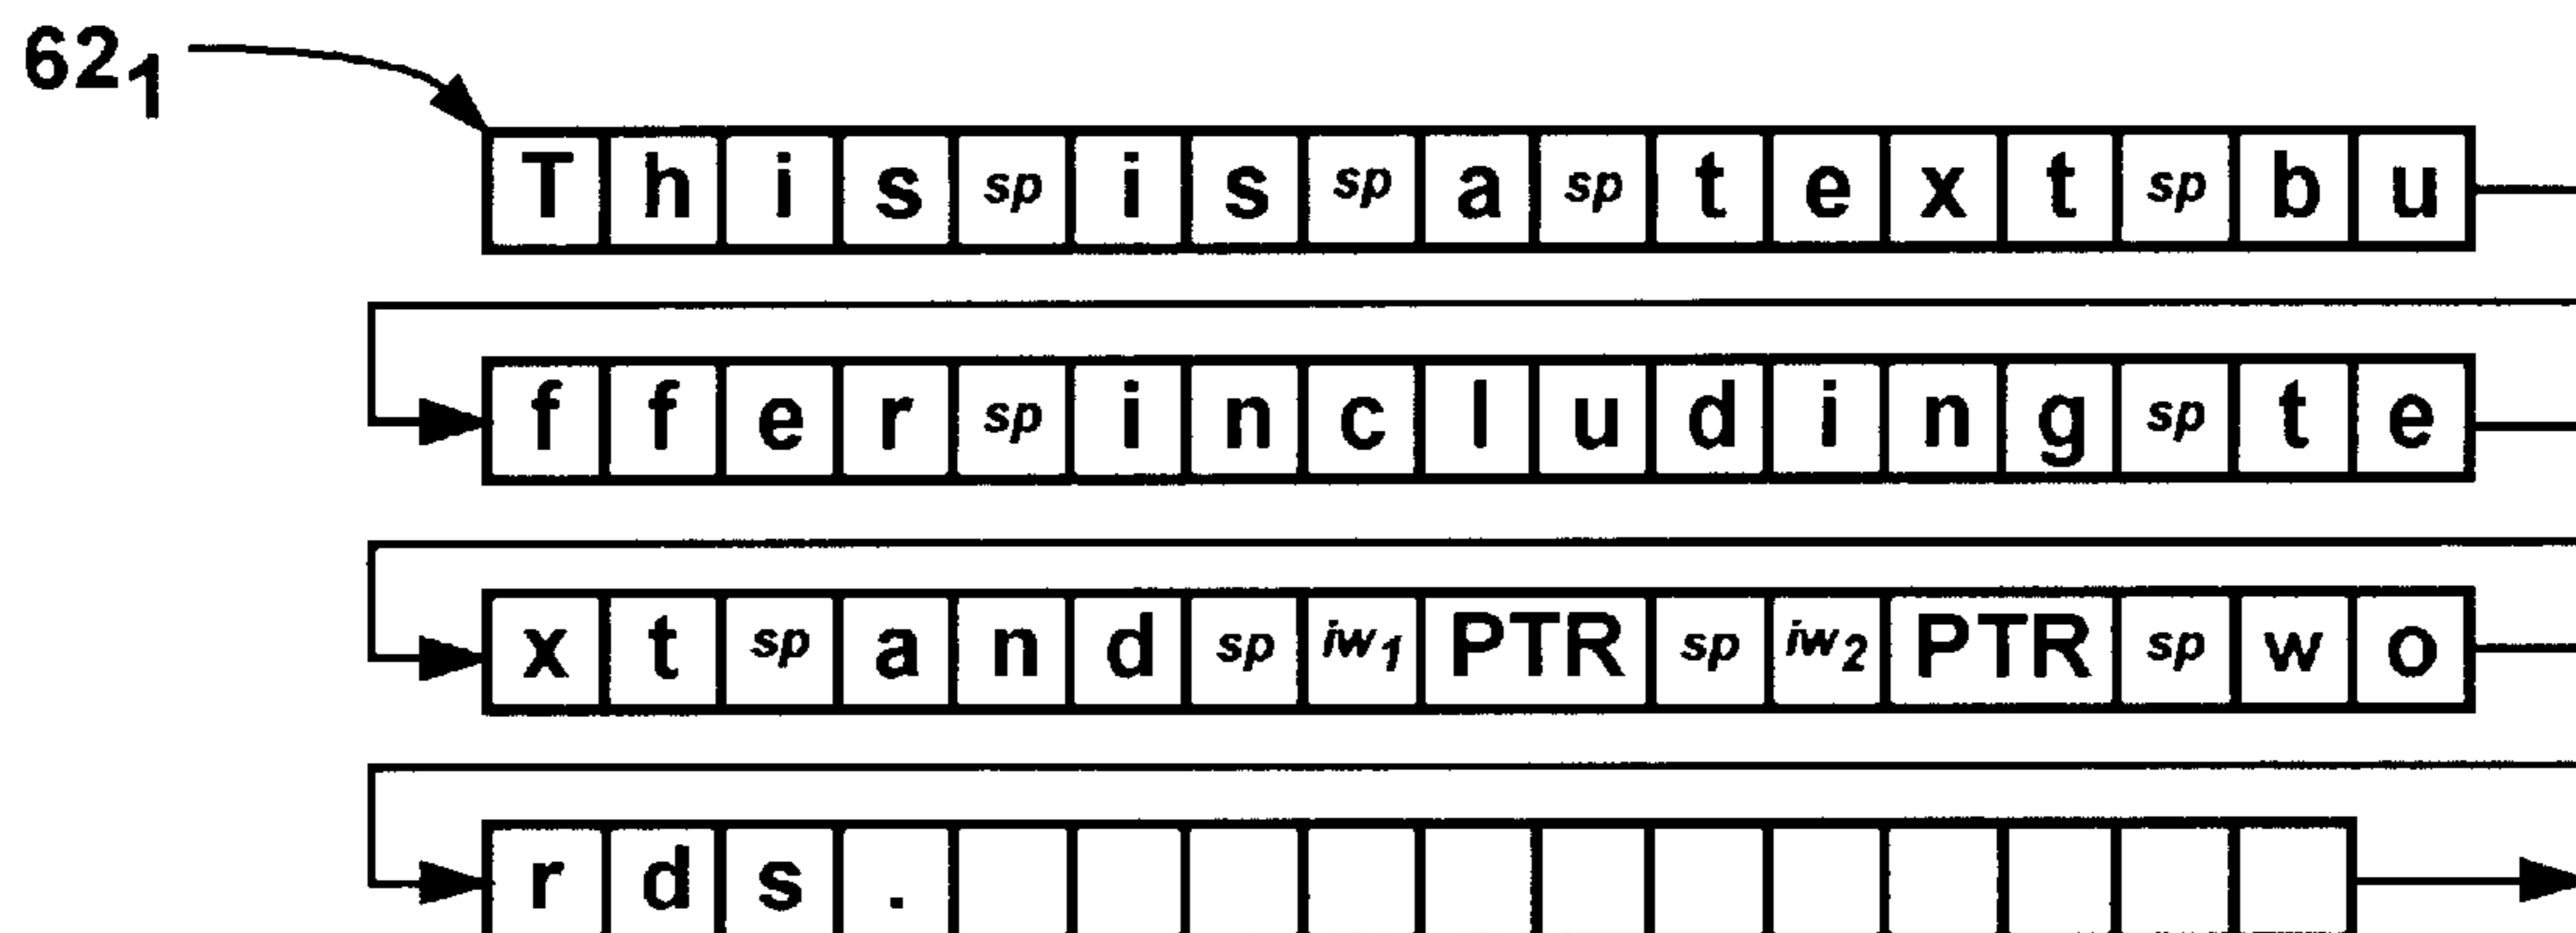 62₁
T h i s sp i s sp a sp t e x t sp b u
f f e r sp i n c l u d i n g sp t e
x t sp a n d sp iw₁ PTR sp iw₂ PTR sp w o
r d s .